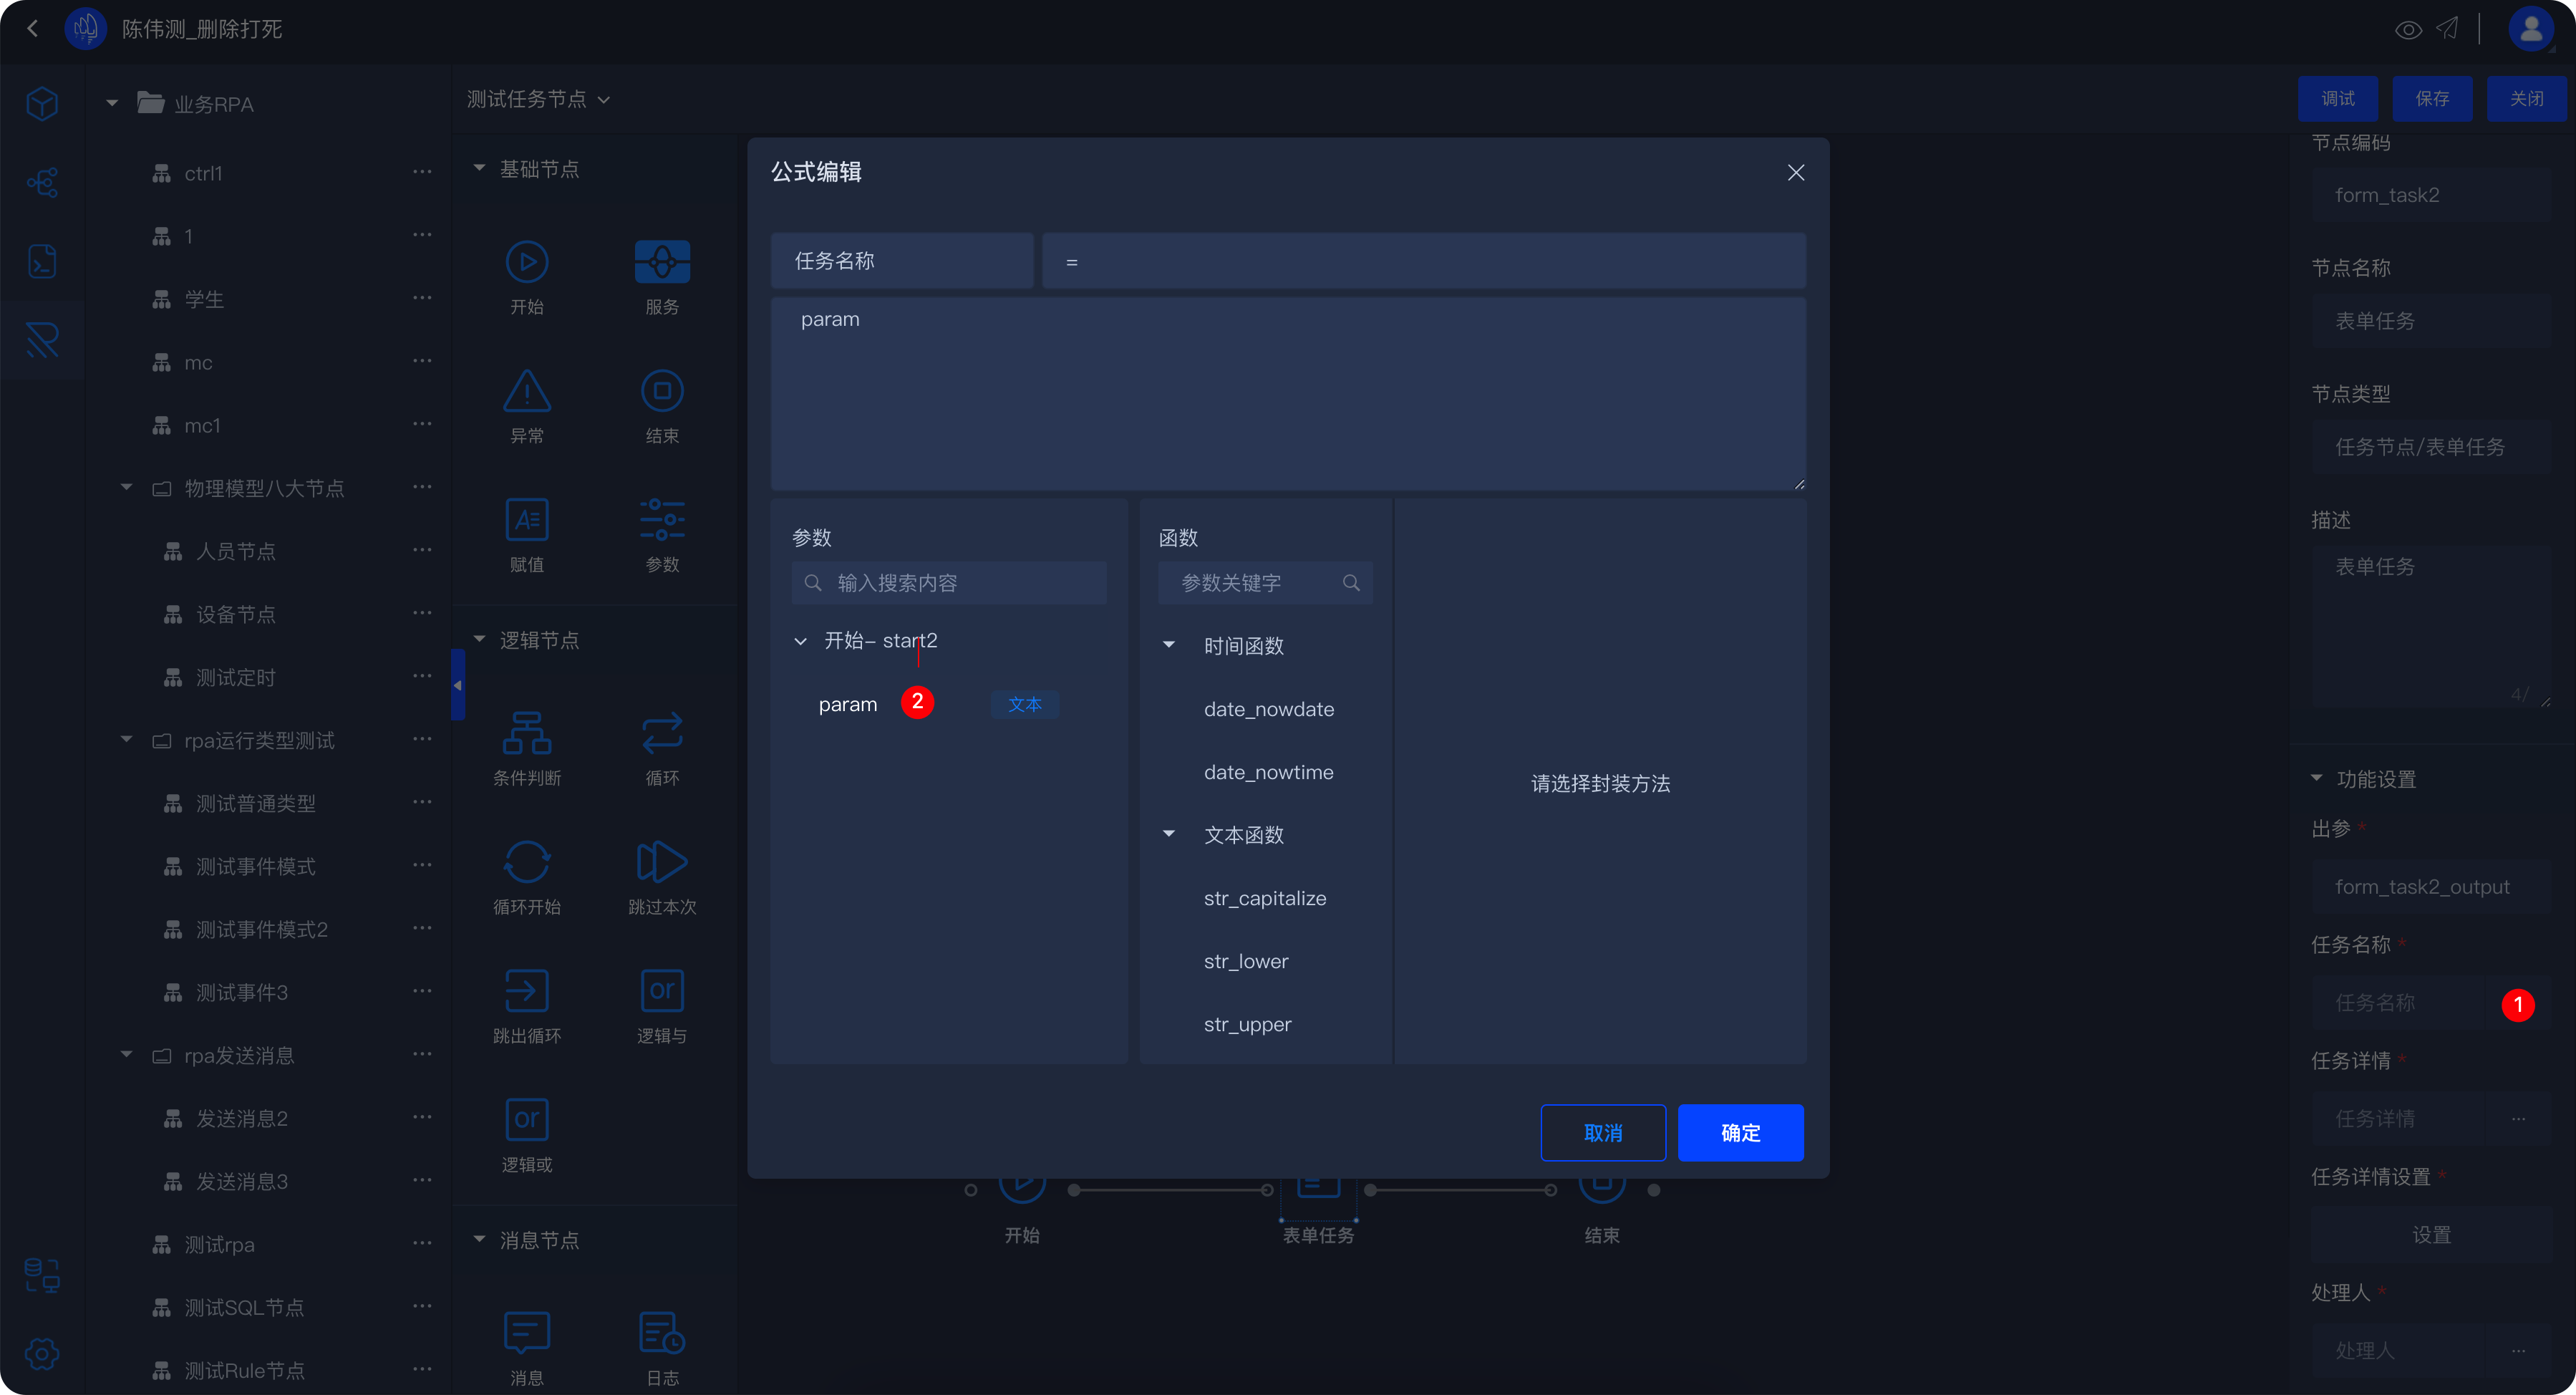 陈伟测_删除打死
业务RPA
ctrl1
1
学生
mc
mc1
物理模型八大节点
人员节点
设备节点
测试定时
rpa运行类型测试
测试普通类型
测试事件模式
测试事件模式2
测试事件3
rpa发送消息
发送消息2
发送消息3
测试rpa
测试SQL节点
测试Rule节点
测试任务节点
调试 保存 关闭
基础节点
开始 服务
异常 结束
赋值 参数
逻辑节点
条件判断 循环
循环开始 跳过本次
跳出循环 逻辑与
or
or
逻辑或
消息节点
消息 日志
公式编辑
任务名称 =
param
参数
输入搜索内容
开始– start2
param 2 文本
函数
参数关键字
时间函数
date_nowdate
date_nowtime
文本函数
str_capitalize
str_lower
str_upper
请选择封装方法
取消 确定
开始 表单任务 结束
节点编码
form_task2
节点名称
表单任务
节点类型
任务节点/表单任务
描述
表单任务
4/
功能设置
出参 *
form_task2_output
任务名称 *
任务名称 1
任务详情 *
任务详情 ...
任务详情设置 *
设置
处理人 *
处理人 ...